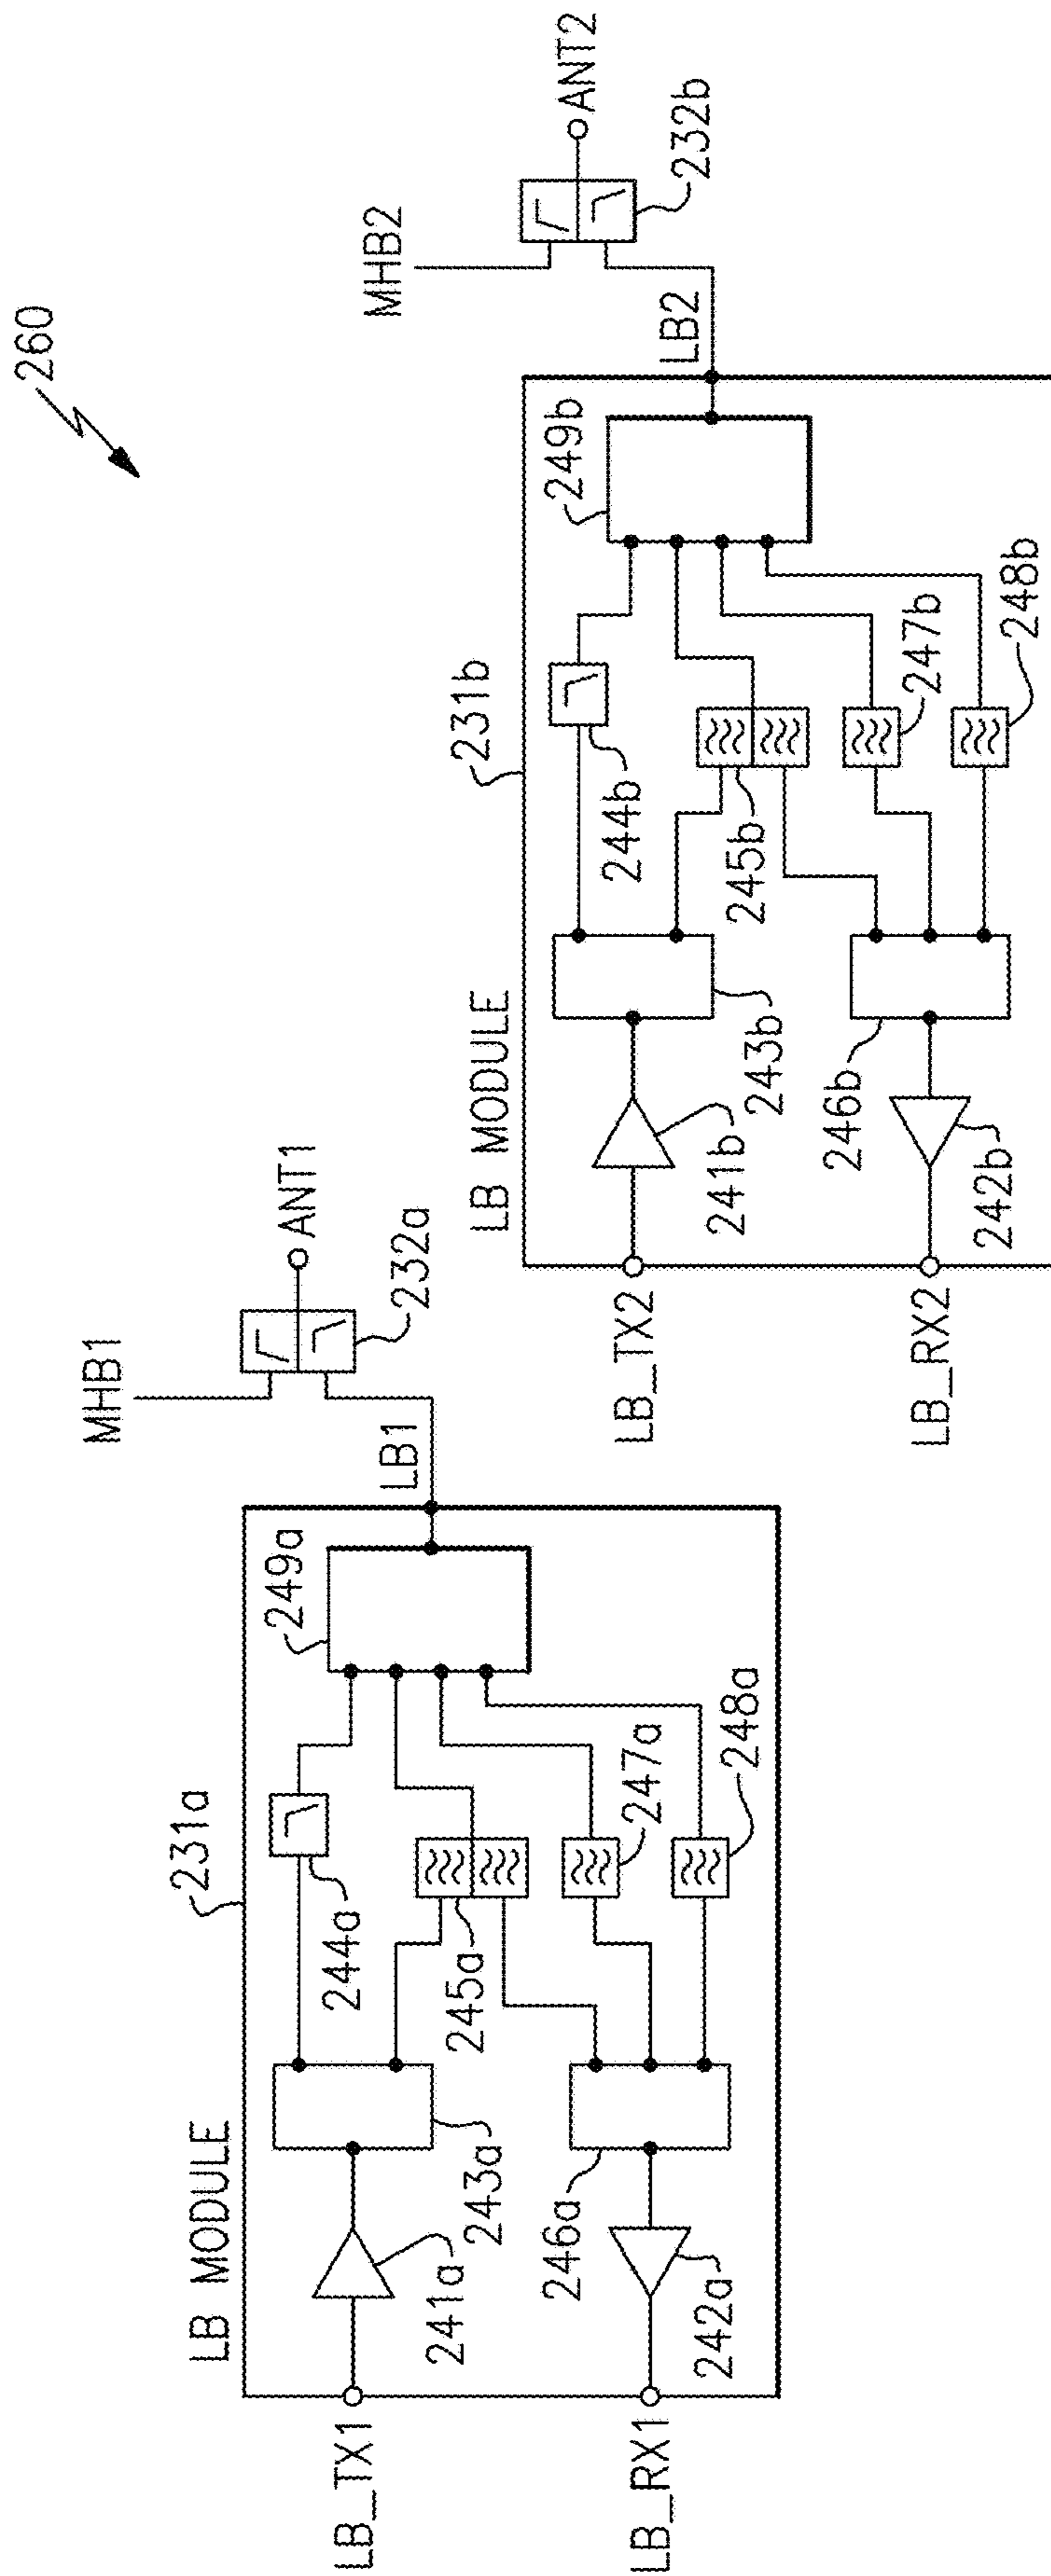 260
LB MODULE
231a
LB_TX1
LB_RX1
241a
242a
243a
246a
244a
245a
247a
248a
249a
LB1
MHB1
232a
ANT1
LB MODULE
231b
LB_TX2
LB_RX2
241b
242b
243b
246b
244b
245b
247b
248b
249b
LB2
MHB2
232b
ANT2